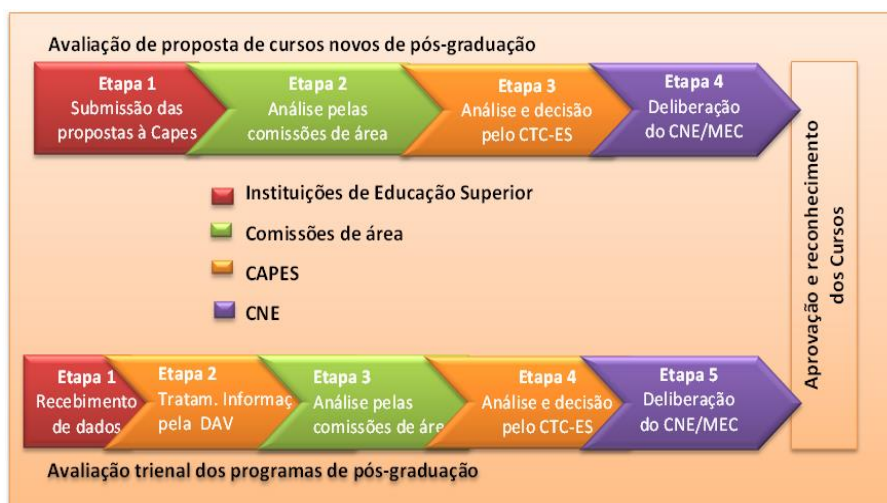 Avaliação de proposta de cursos novos de pós-graduação
Etapa 1
Submissão das
propostas à Capes
Etapa 2
Análise pelas
comissões de área
Etapa 3
Análise e decisão
pelo CTC-ES
Etapa 4
Deliberação
do CNE/MEC
Instituições de Educação Superior
Comissões de área
CAPES
CNE
Aprovação e reconhecimento
dos Cursos
Etapa 1
Recebimento
de dados
Etapa 2
Tratam. Informaç
pela DAV
Etapa 3
Análise pelas
comissões de áre
Etapa 4
Análise e decisão
pelo CTC-ES
Etapa 5
Deliberação
do CNE/MEC
Avaliação trienal dos programas de pós-graduação